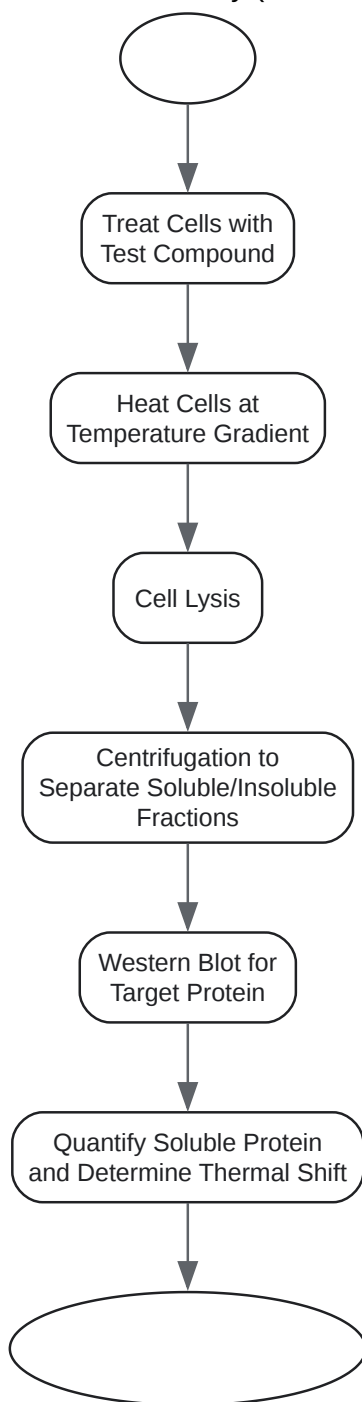 Treat Cells with
Test Compound
Heat Cells at
Temperature Gradient
Cell Lysis
Centrifugation to
Separate Soluble/Insoluble
Fractions
Western Blot for
Target Protein
Quantify Soluble Protein
and Determine Thermal Shift